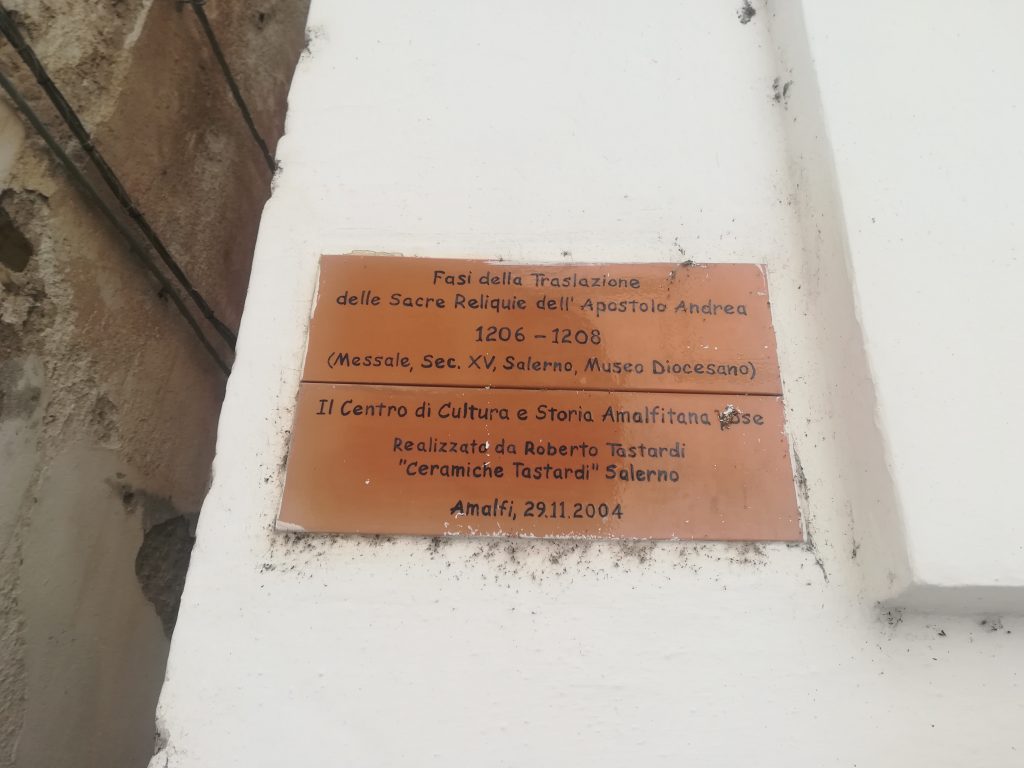 Fasi della Traslazione
delle Sacre Reliquie dell' Apostolo Andrea
1206 - 1208
(Messale, Sec. XV, Salerno, Museo Diocesano)
Il Centro di Cultura e Storia Amalfitana
Realizzata da Roberto Tastardi
"Ceramiche Tastardi" Salerno
Amalfi, 29.11.2004